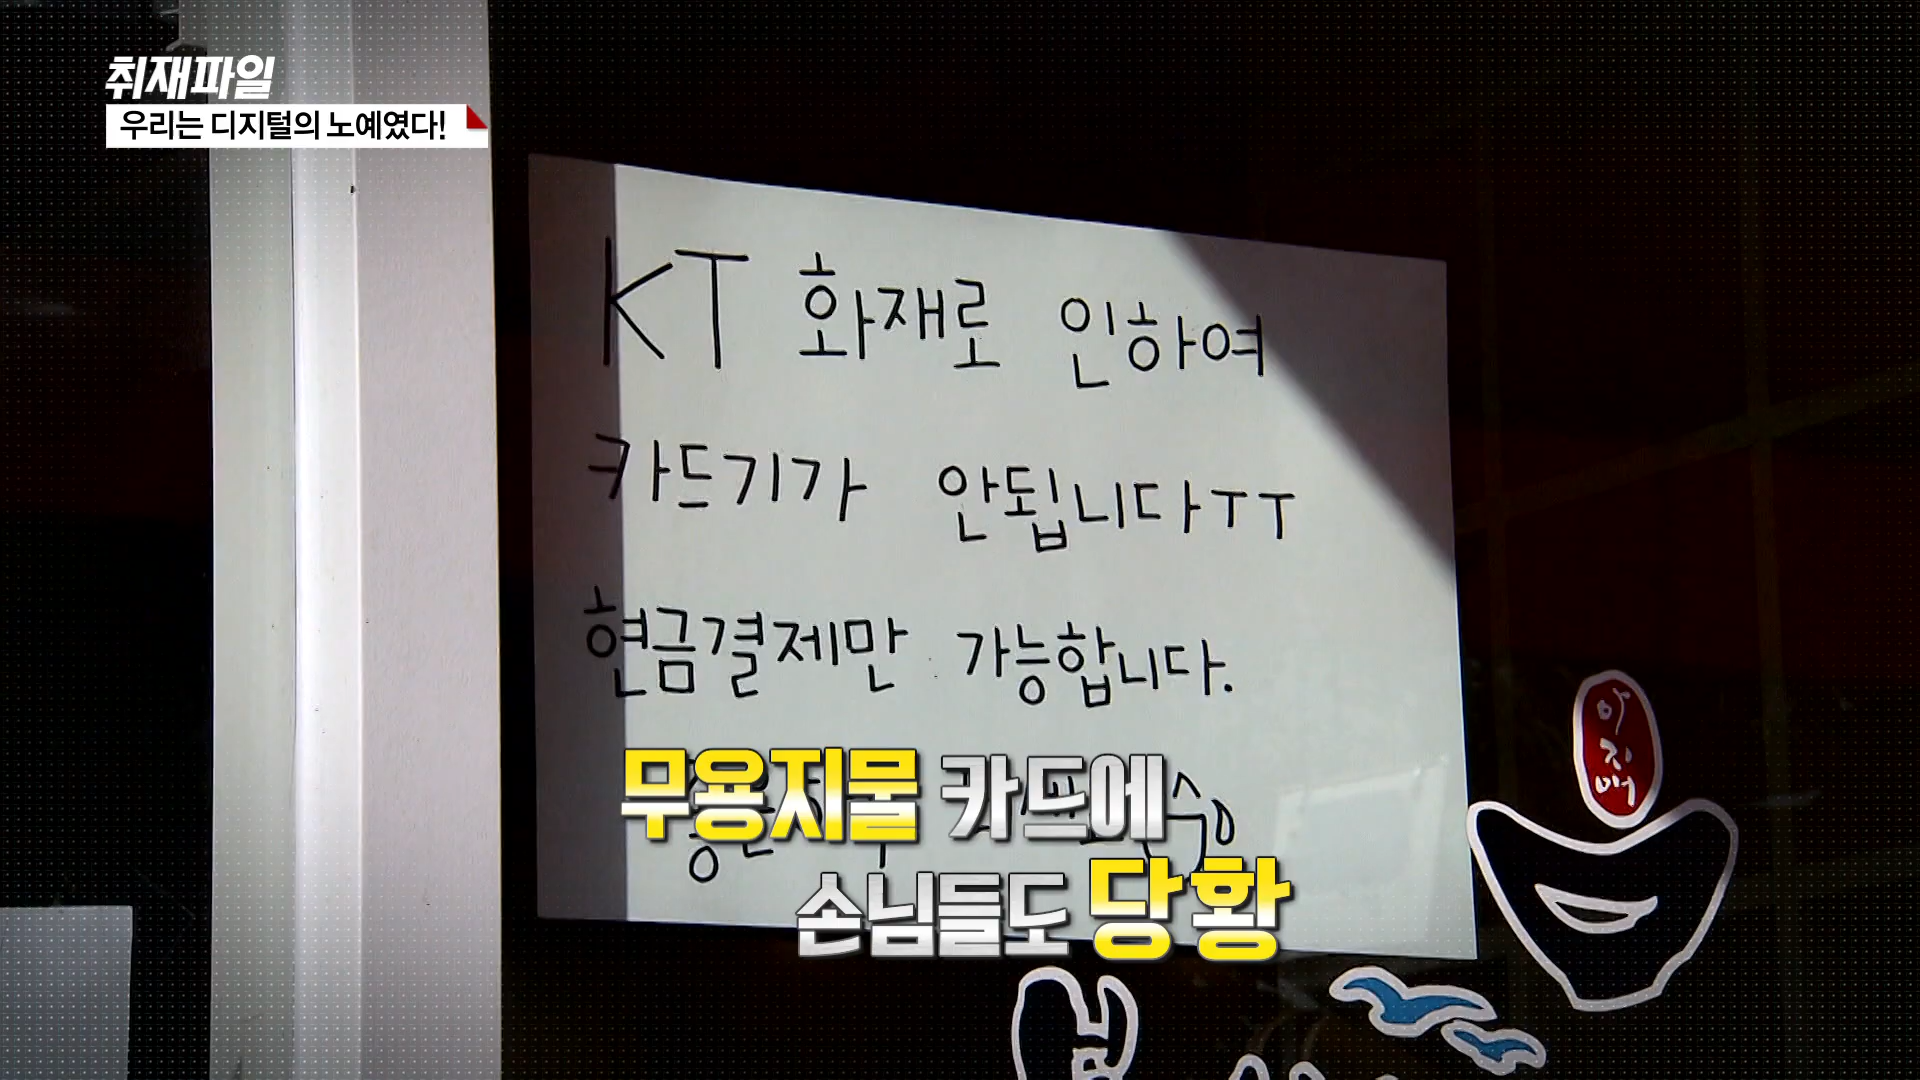 취재파일
우리는 디지털의 노예였다!
KT 화재로 인하여
카드기가 안됩니다ㅜㅜ
현금결제만 가능합니다.
무용지물 카드에
손님들도 당황